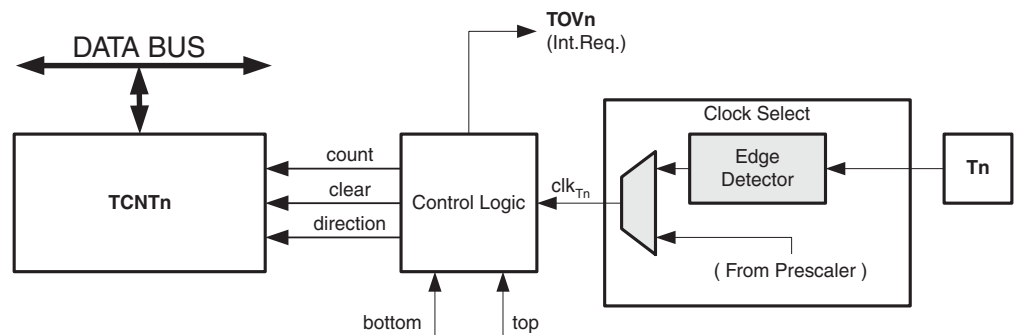 TOVn
(Int.Req.)
DATA BUS
Clock Select
count
Edge
Detector
Tn
TCNTn
clear
Control Logic
clkTn
direction
( From Prescaler )
bottom
top